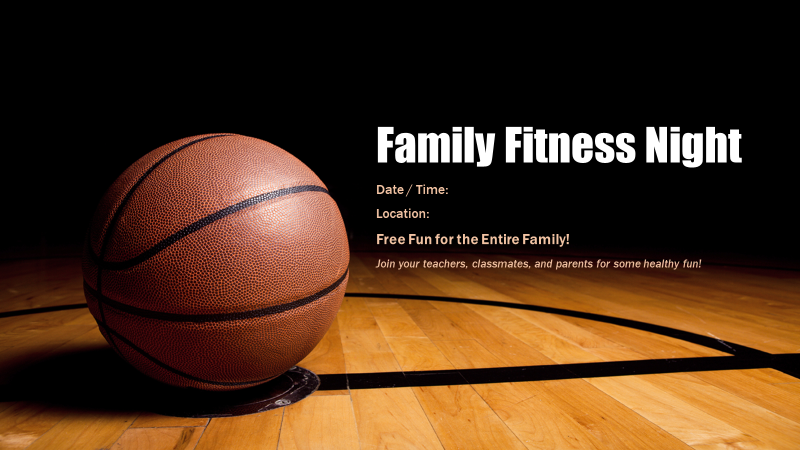 Family Fitness Night
Date / Time:
Location:
Free Fun for the Entire Family!
Join your teachers, classmates, and parents for some healthy fun!